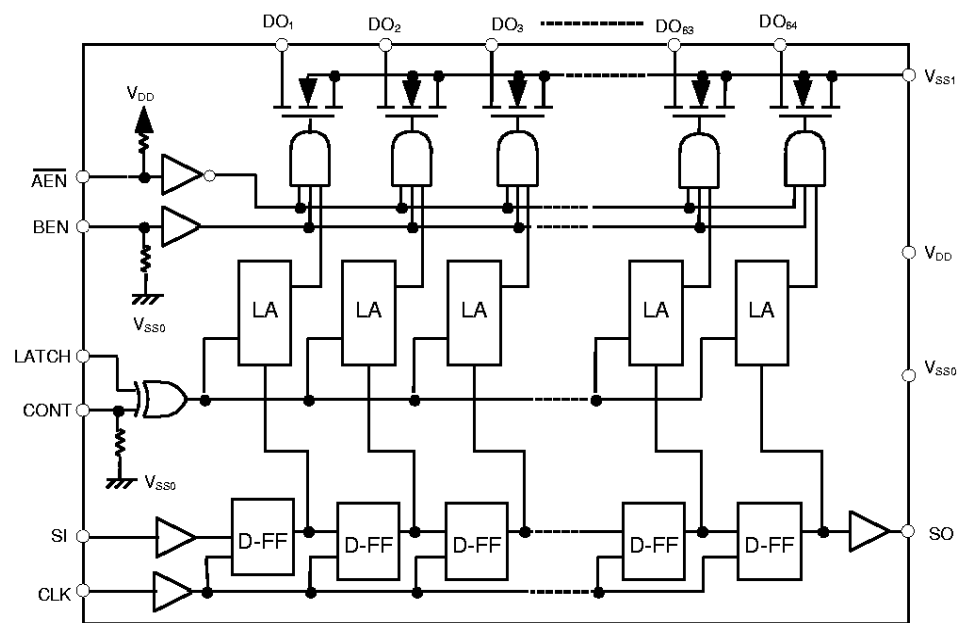 DO1 DO2 DO3 DO63 DO64
VSS1
VDD
AEN
BEN
VDD
VSS0
LA LA LA LA LA
LATCH
VSS0
CONT
VSS0
SI
D-FF D-FF D-FF D-FF D-FF
SO
CLK